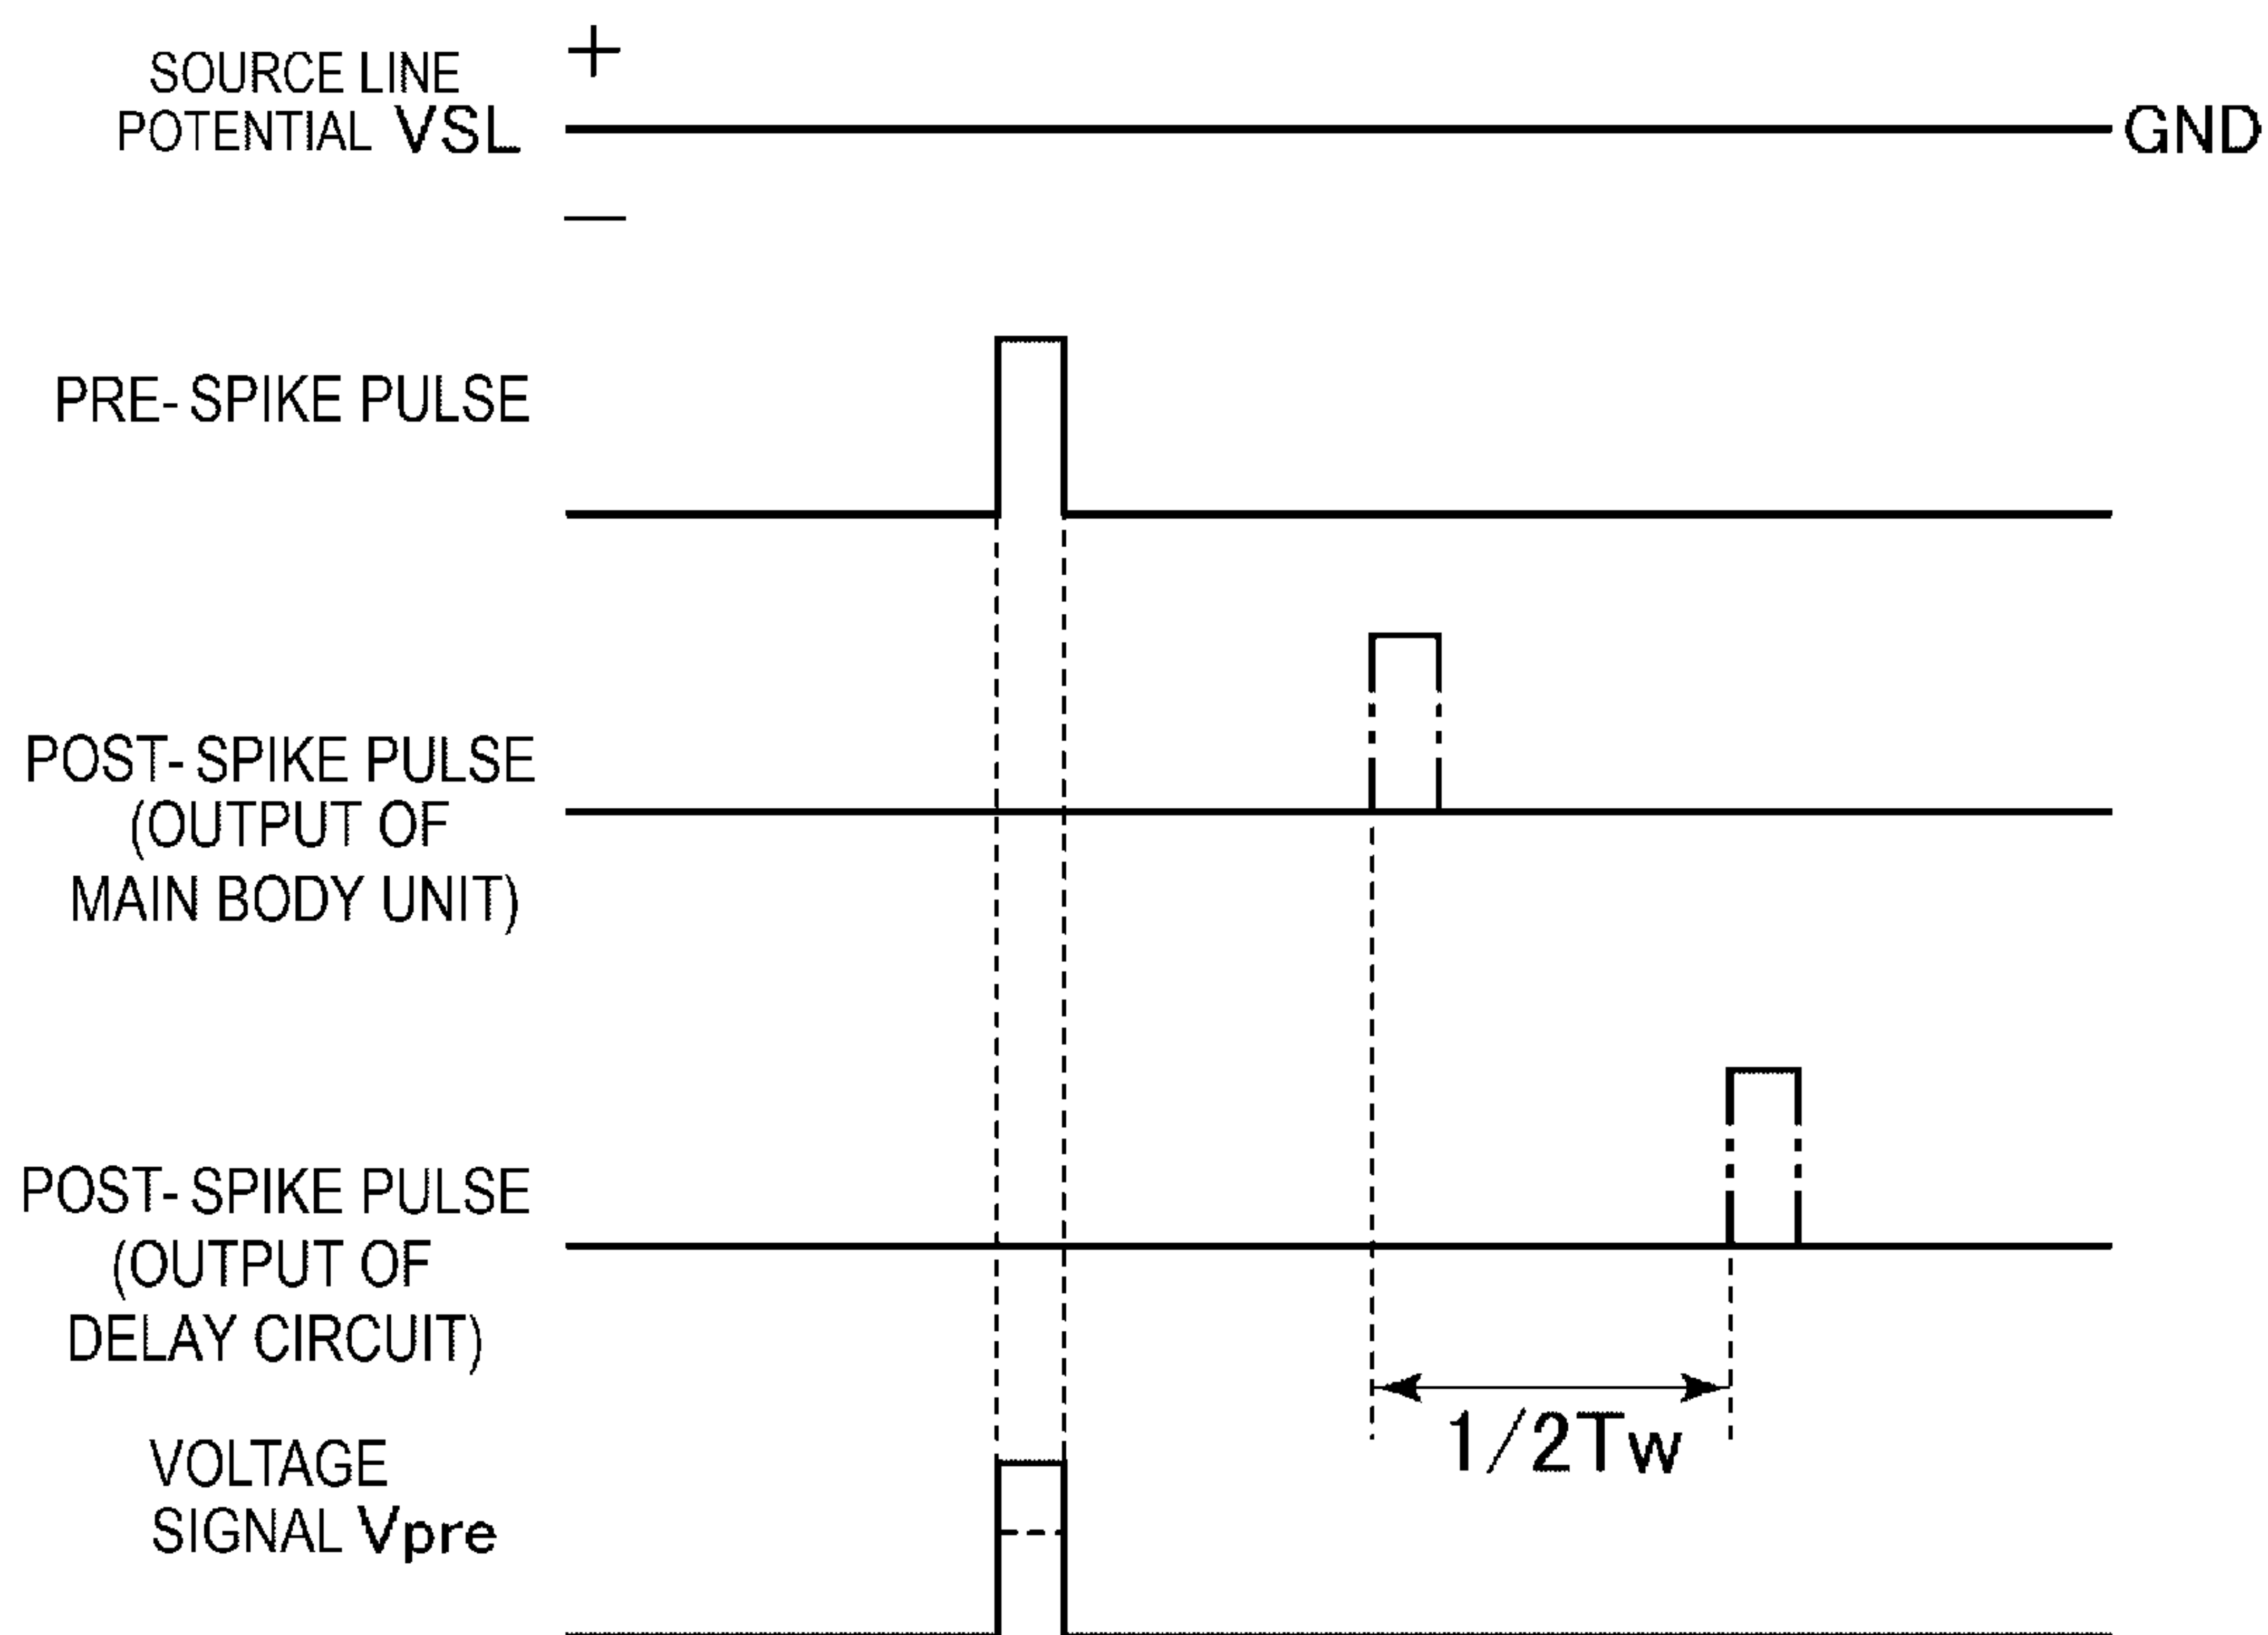 +
SOURCE LINE
POTENTIAL VSL
GND
—
PRE-SPIKE PULSE
POST-SPIKE PULSE
(OUTPUT OF
MAIN BODY UNIT)
POST-SPIKE PULSE
(OUTPUT OF
DELAY CIRCUIT)
1/2Tw
VOLTAGE
SIGNAL Vpre